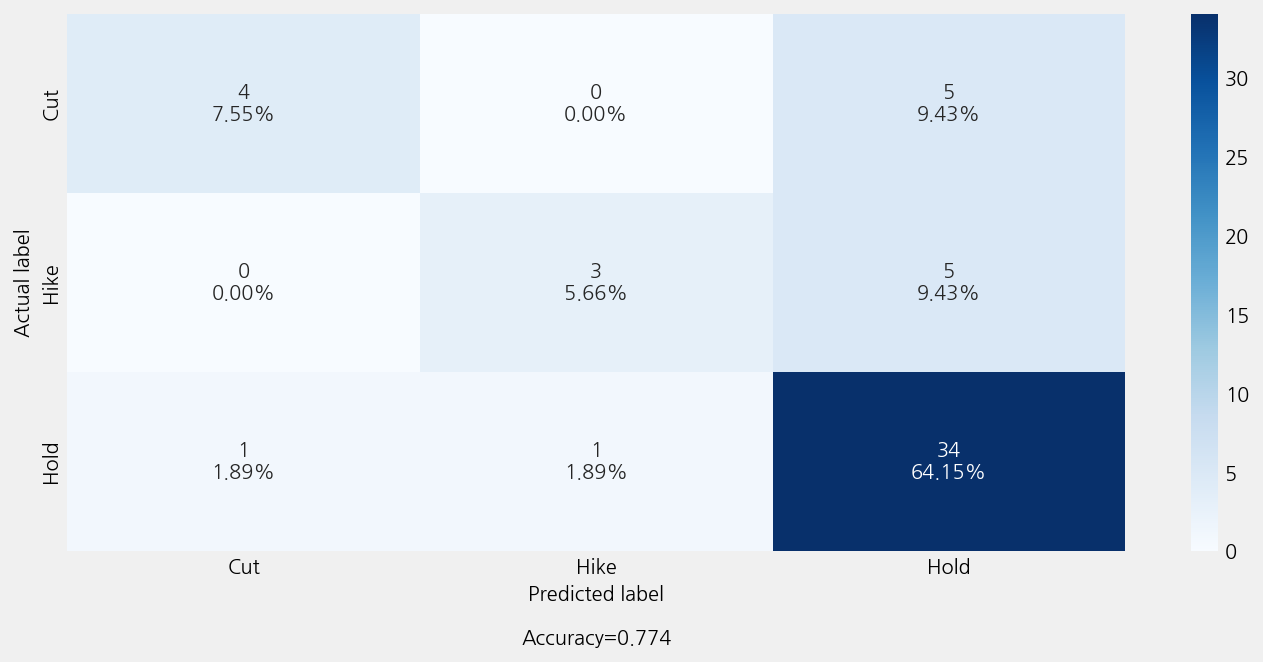 Actual label
Cut
Hike
Hold
4
7.55%
0
0.00%
5
9.43%
0
0.00%
3
5.66%
5
9.43%
1
1.89%
1
1.89%
34
64.15%
Cut
Hike
Hold
Predicted label
Accuracy=0.774
30
25
20
15
10
5
0